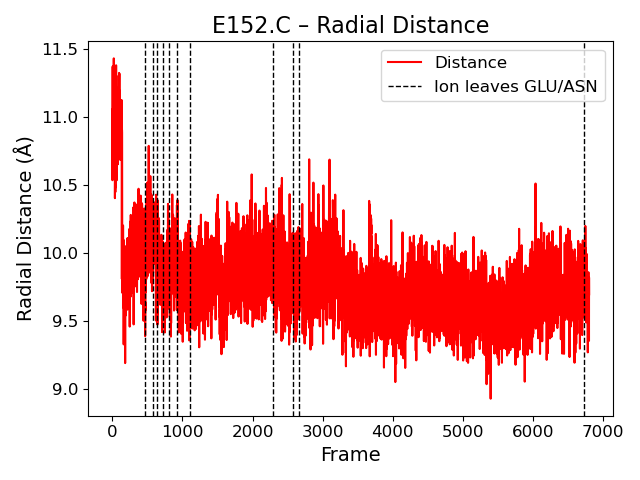 E152.C – Radial Distance
11.5
11.0
10.5
10.0
9.5
9.0
Radial Distance (Å)
Distance
Ion leaves GLU/ASN
0 1000 2000 3000 4000 5000 6000 7000
Frame